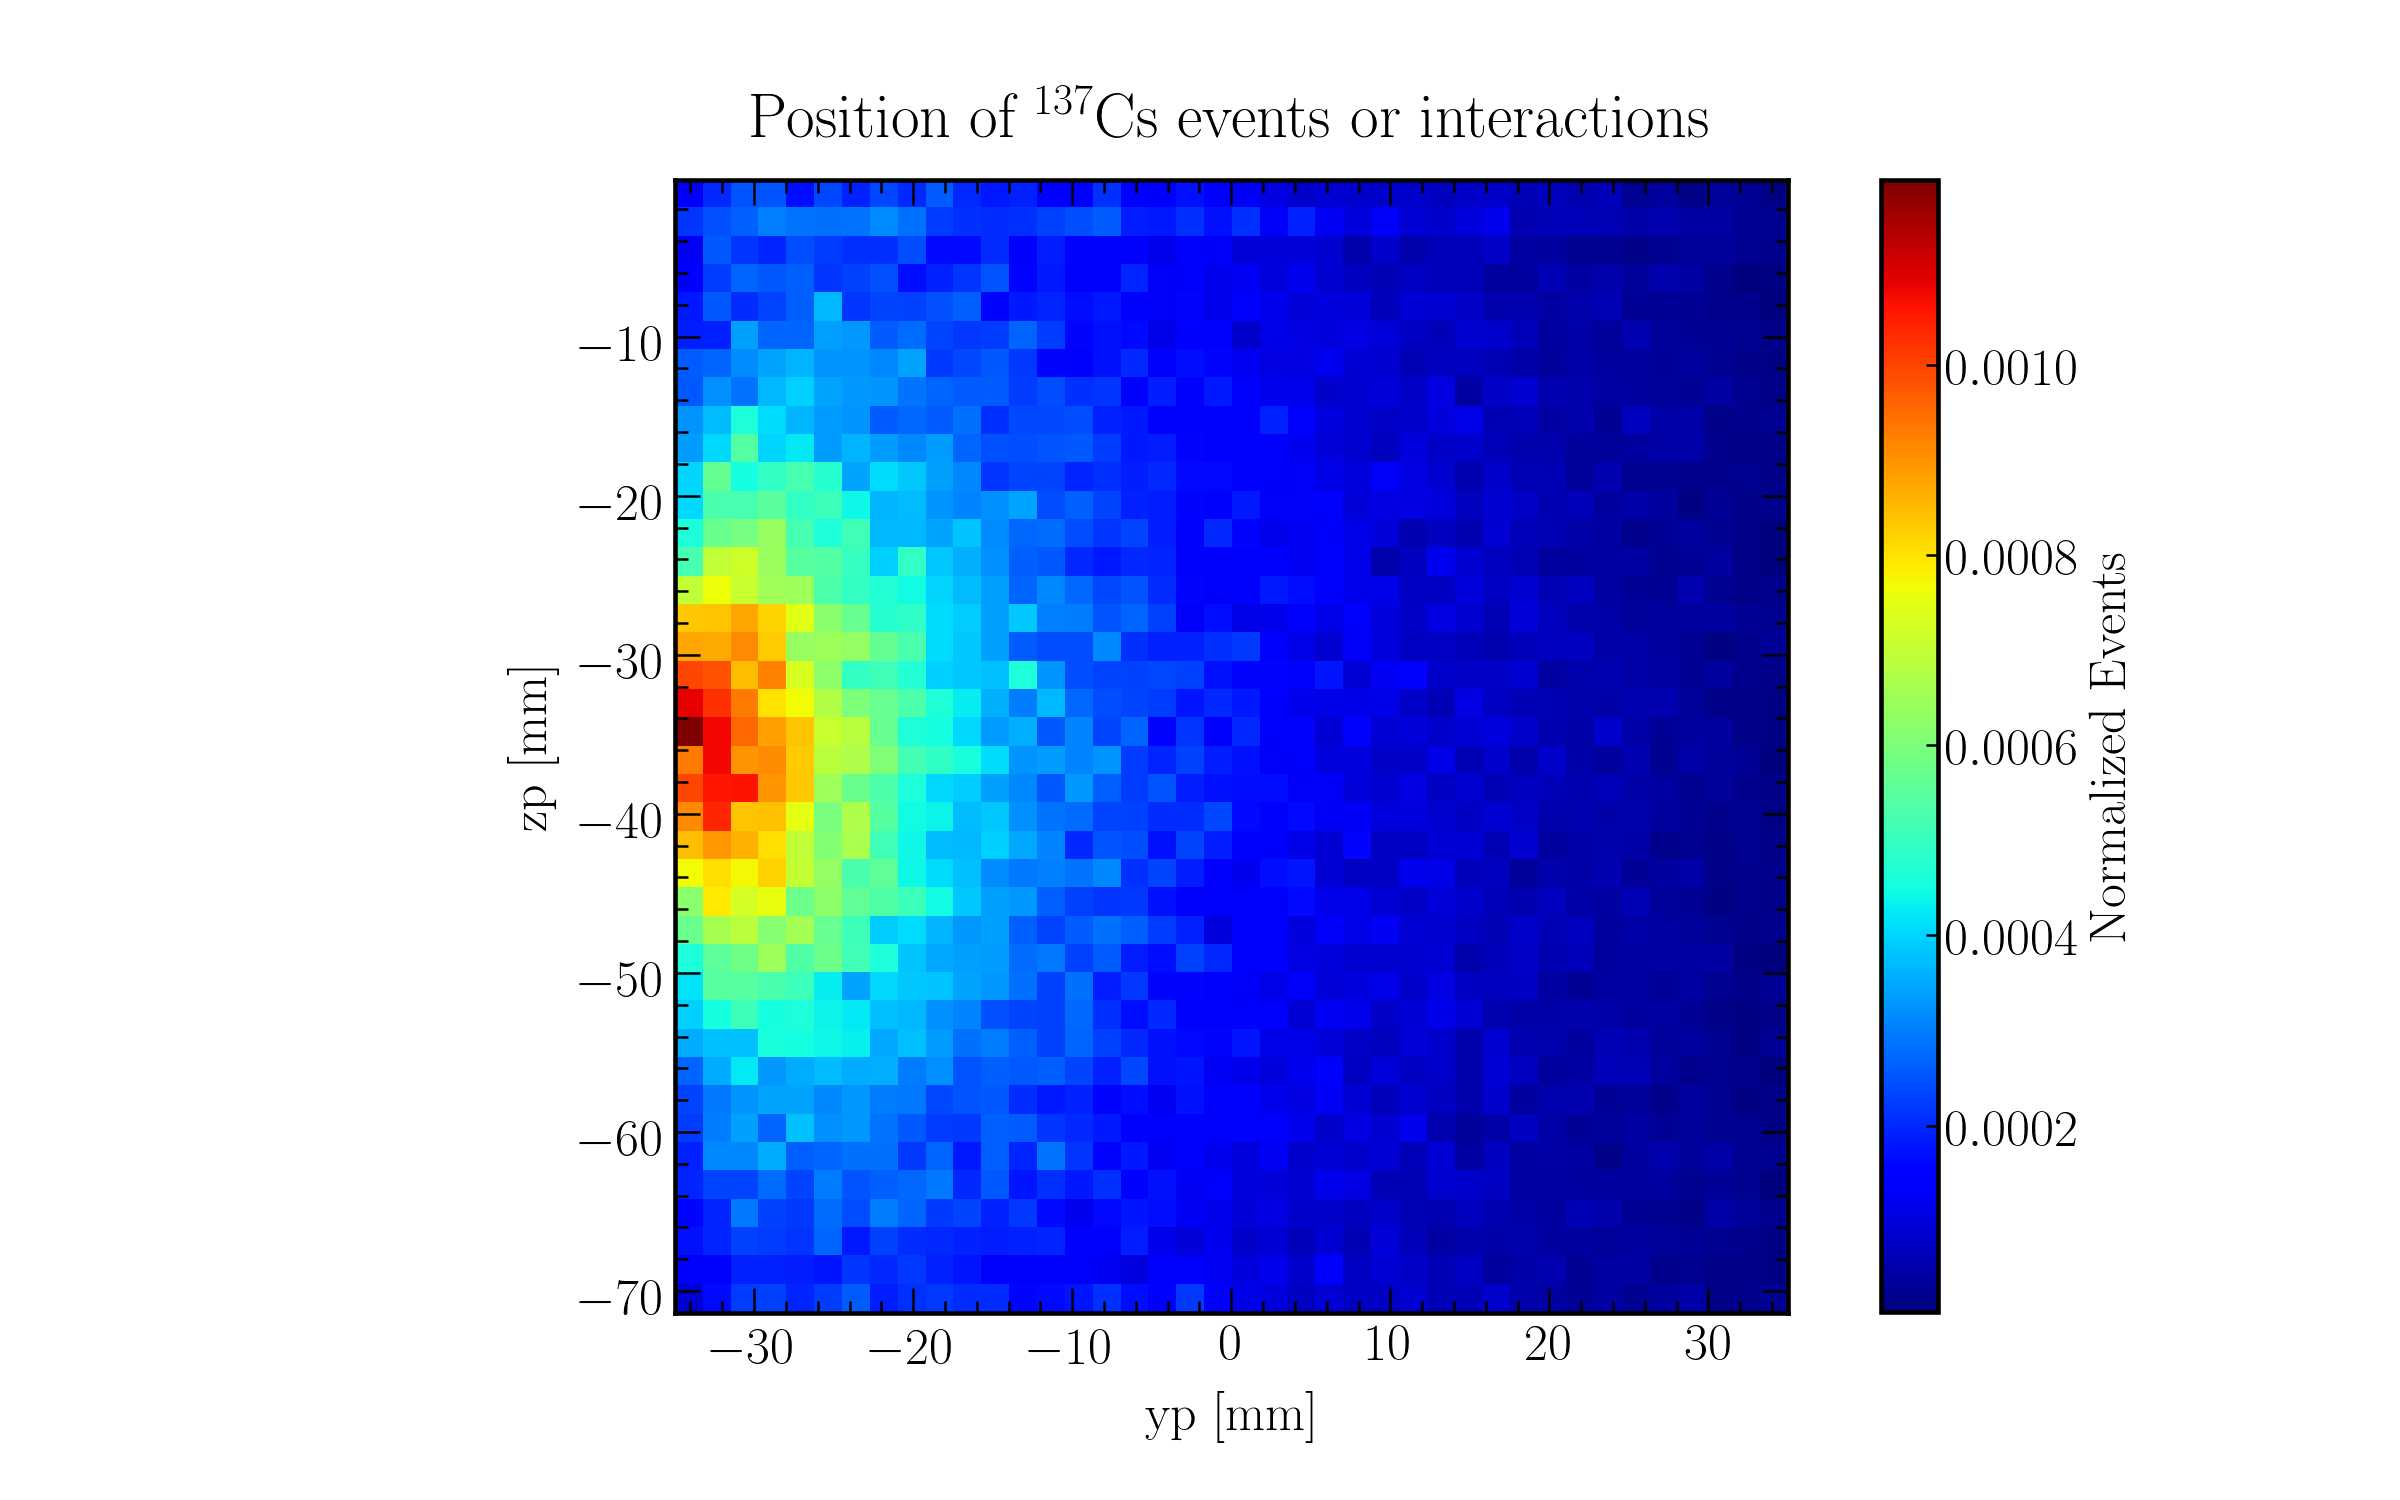 Position of ¹³⁷Cs events or interactions
zp [mm]
−10
−20
−30
−40
−50
−60
−70
−30 −20 −10 0 10 20 30
yp [mm]
0.0010
0.0008
0.0006
0.0004
0.0002
Normalized Events